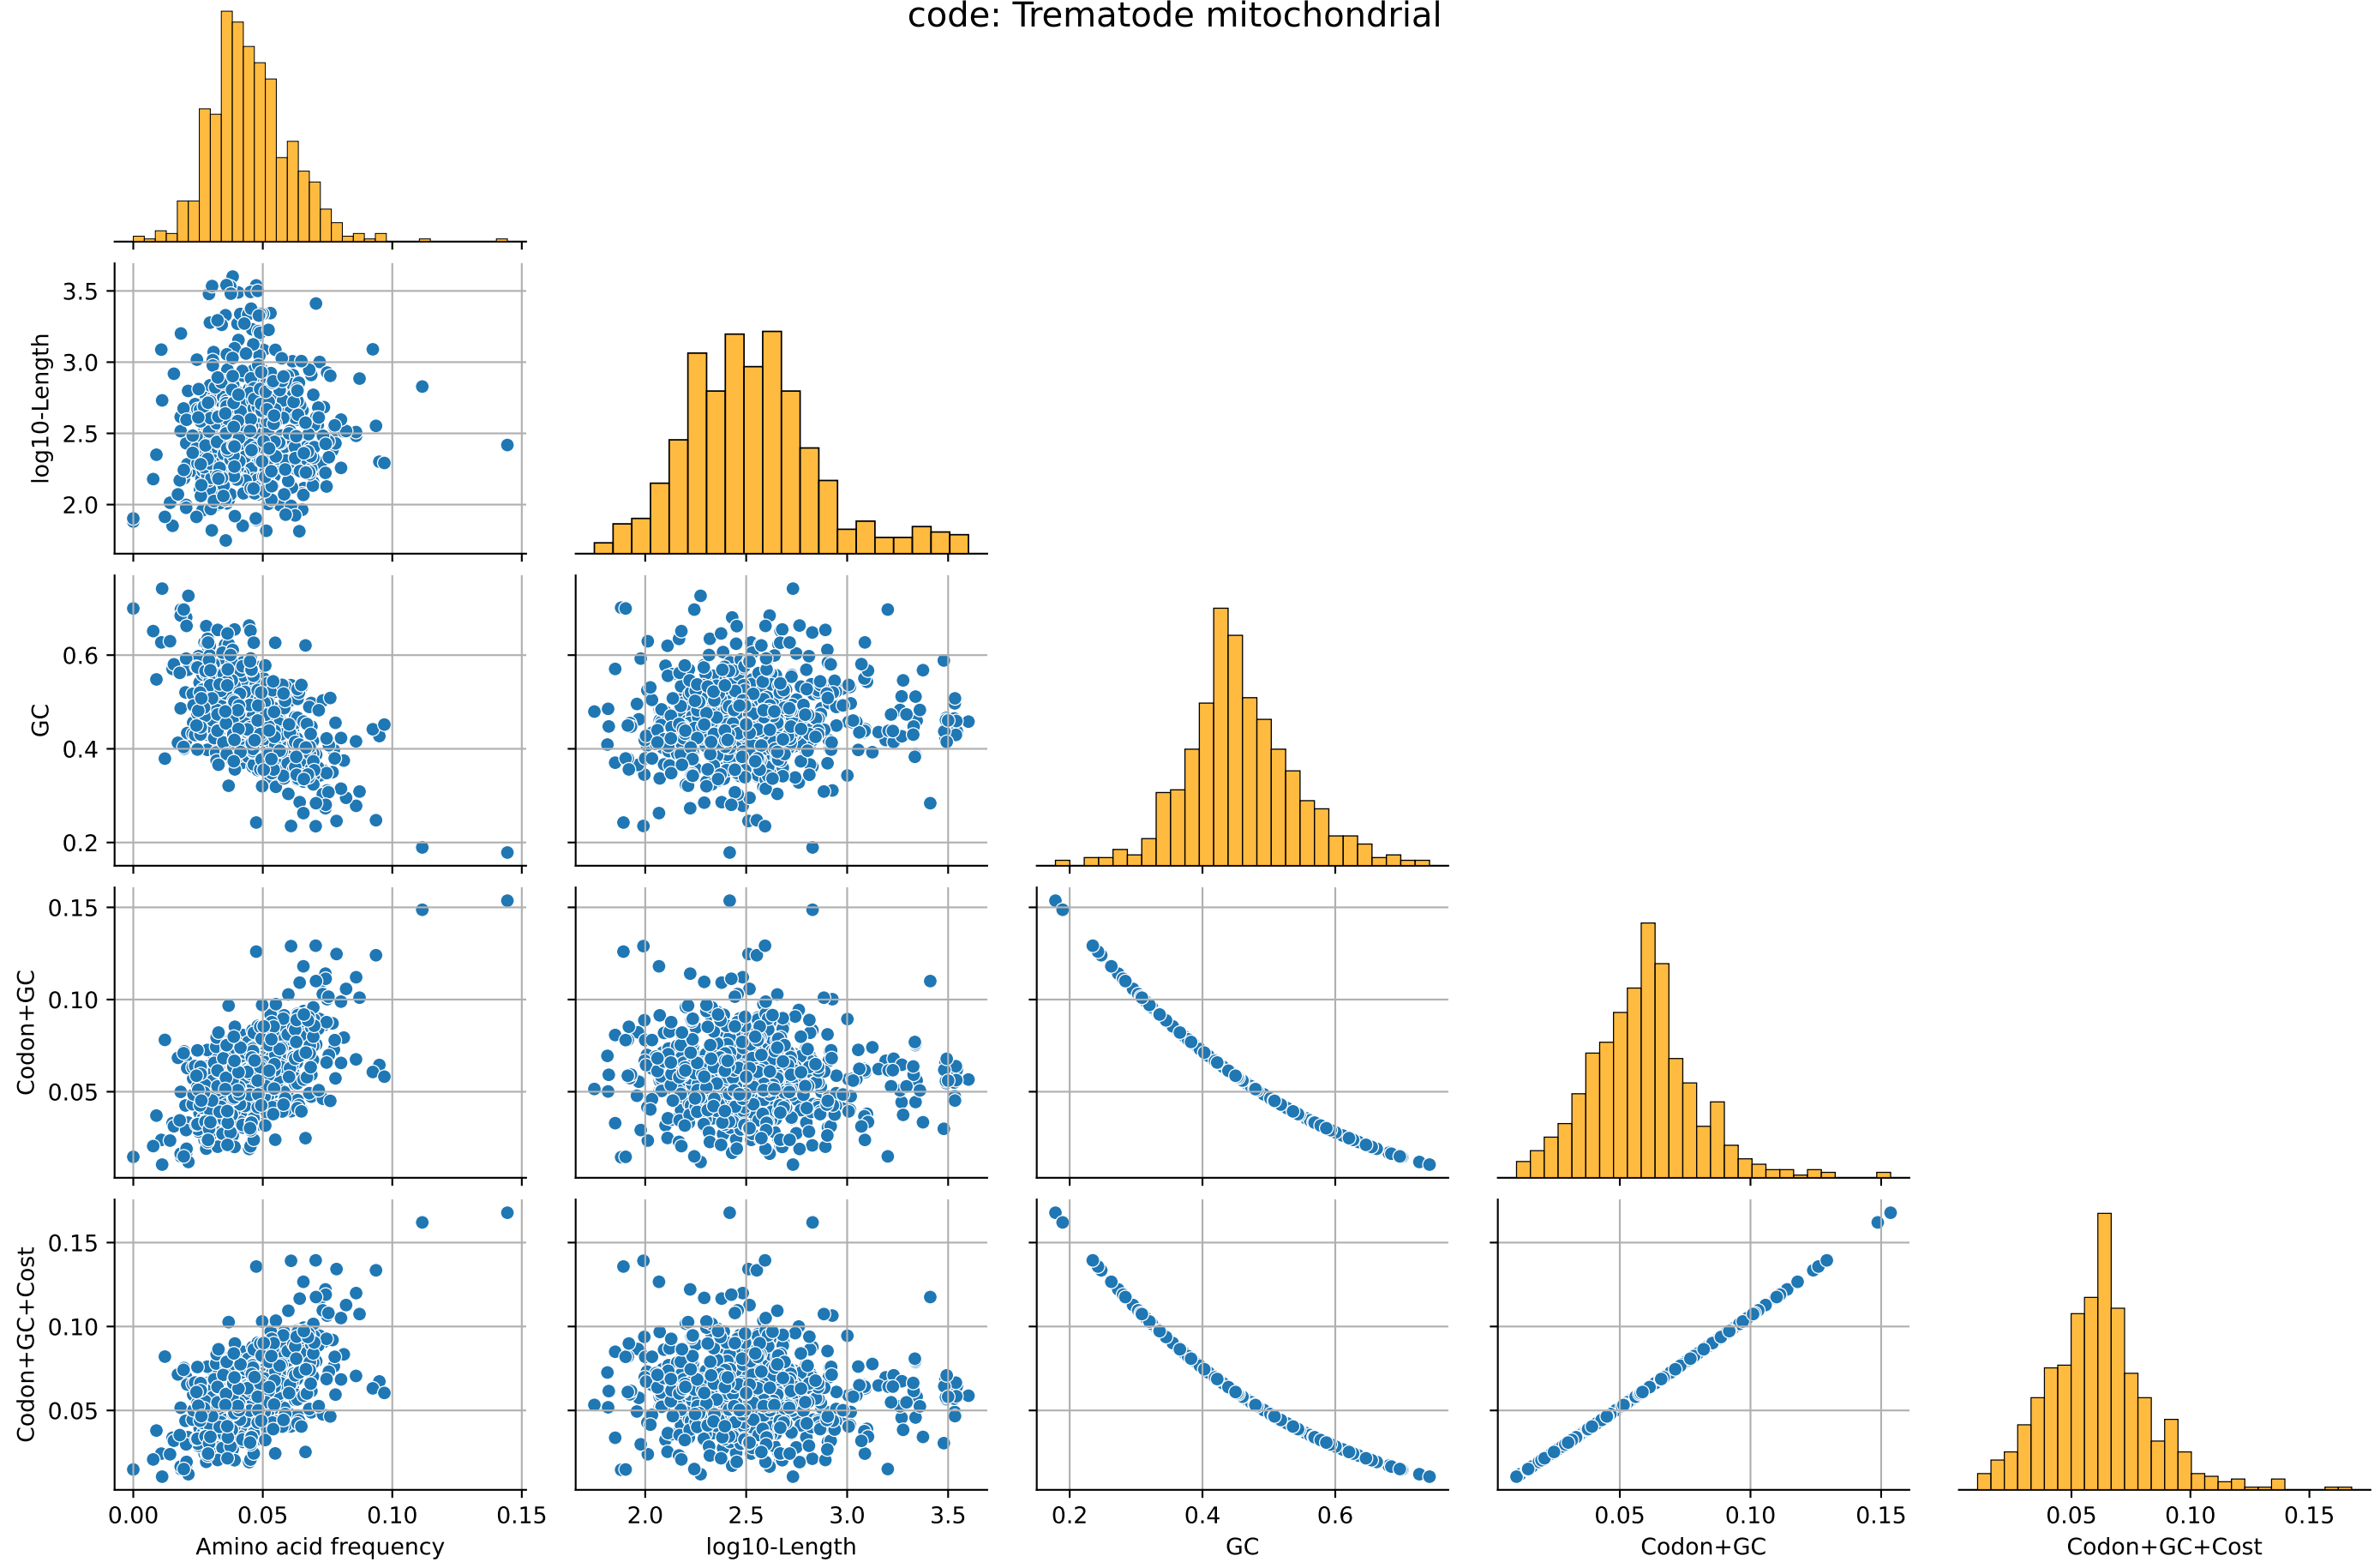 code: Trematode mitochondrial
log10-Length
3.5
3.0
2.5
2.0
GC
0.6
0.4
0.2
Codon+GC
0.15
0.10
0.05
Codon+GC+Cost
0.15
0.10
0.05
0.00 0.05 0.10 0.15
2.0 2.5 3.0 3.5
0.2 0.4 0.6
0.05 0.10 0.15
0.05 0.10 0.15
Amino acid frequency
log10-Length
GC
Codon+GC
Codon+GC+Cost